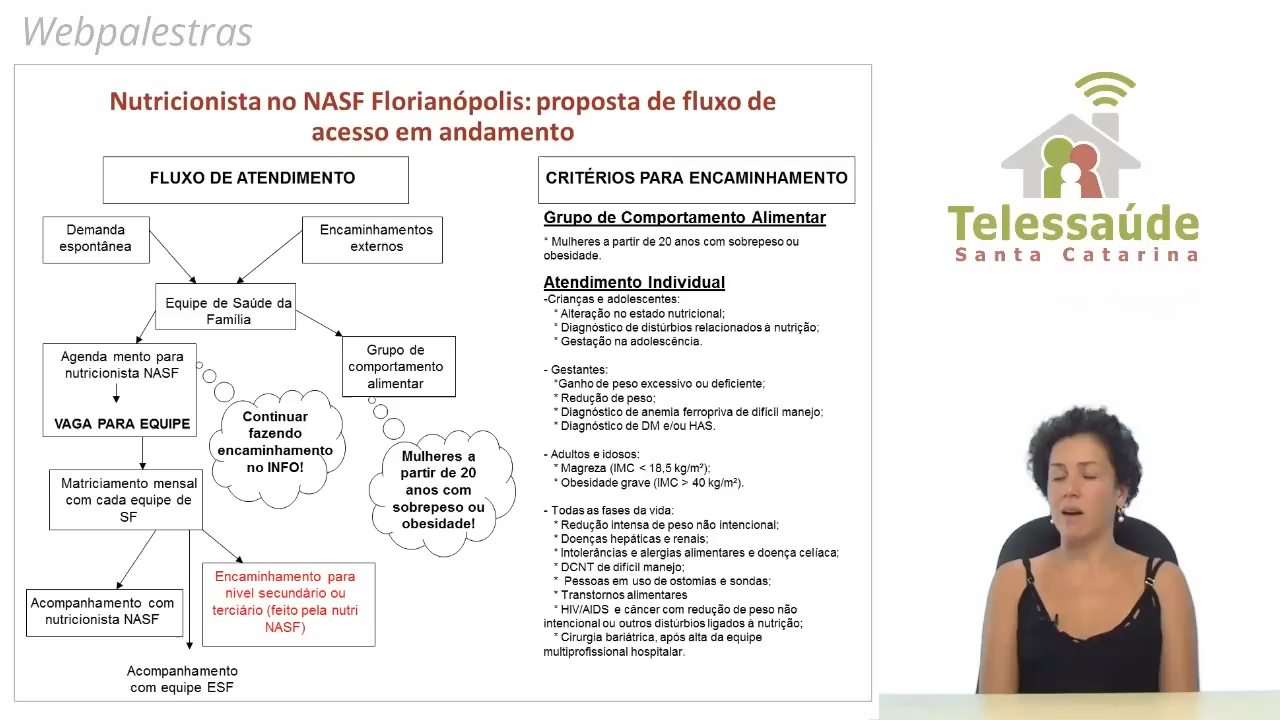 Webpalestras
Nutricionista no NASF Florianópolis: proposta de fluxo de
acesso em andamento
FLUXO DE ATENDIMENTO
Demanda
espontânea
Encaminhamentos
externos
Equipe de Saúde da
Família
Agenda mento para
nutricionista NASF
VAGA PARA EQUIPE
Grupo de
comportamento
alimentar
Continuar
fazendo
encaminhamento
no INFO!
Mulheres a
partir de 20
anos com
sobrepeso ou
obesidade!
Matriciamento mensal
com cada equipe de
SF
Encaminhamento para
nivel secundário ou
terciário (feito pela nutri
NASF)
Acompanhamento com
nutricionista NASF
Acompanhamento
com equipe ESF
CRITÉRIOS PARA ENCAMINHAMENTO
Grupo de Comportamento Alimentar
* Mulheres a partir de 20 anos com sobrepeso ou
obesidade.
Atendimento Individual
-Crianças e adolescentes:
* Alteração no estado nutricional;
* Diagnóstico de distúrbios relacionados à nutrição;
* Gestação na adolescência.
- Gestantes:
*Ganho de peso excessivo ou deficiente;
* Redução de peso;
* Diagnóstico de anemia ferropriva de difícil manejo;
* Diagnóstico de DM e/ou HAS.
- Adultos e idosos:
* Magreza (IMC < 18,5 kg/m²);
* Obesidade grave (IMC > 40 kg/m²).
- Todas as fases da vida:
* Redução intensa de peso não intencional;
* Doenças hepáticas e renais;
* Intolerâncias e alergias alimentares e doença celíaca;
* DCNT de difícil manejo;
* Pessoas em uso de ostomias e sondas;
* Transtornos alimentares
* HIV/AIDS e câncer com redução de peso não
intencional ou outros distúrbios ligados à nutrição;
* Cirurgia bariátrica, após alta da equipe
multiprofissional hospitalar.
Telessaúde
Santa Catarina